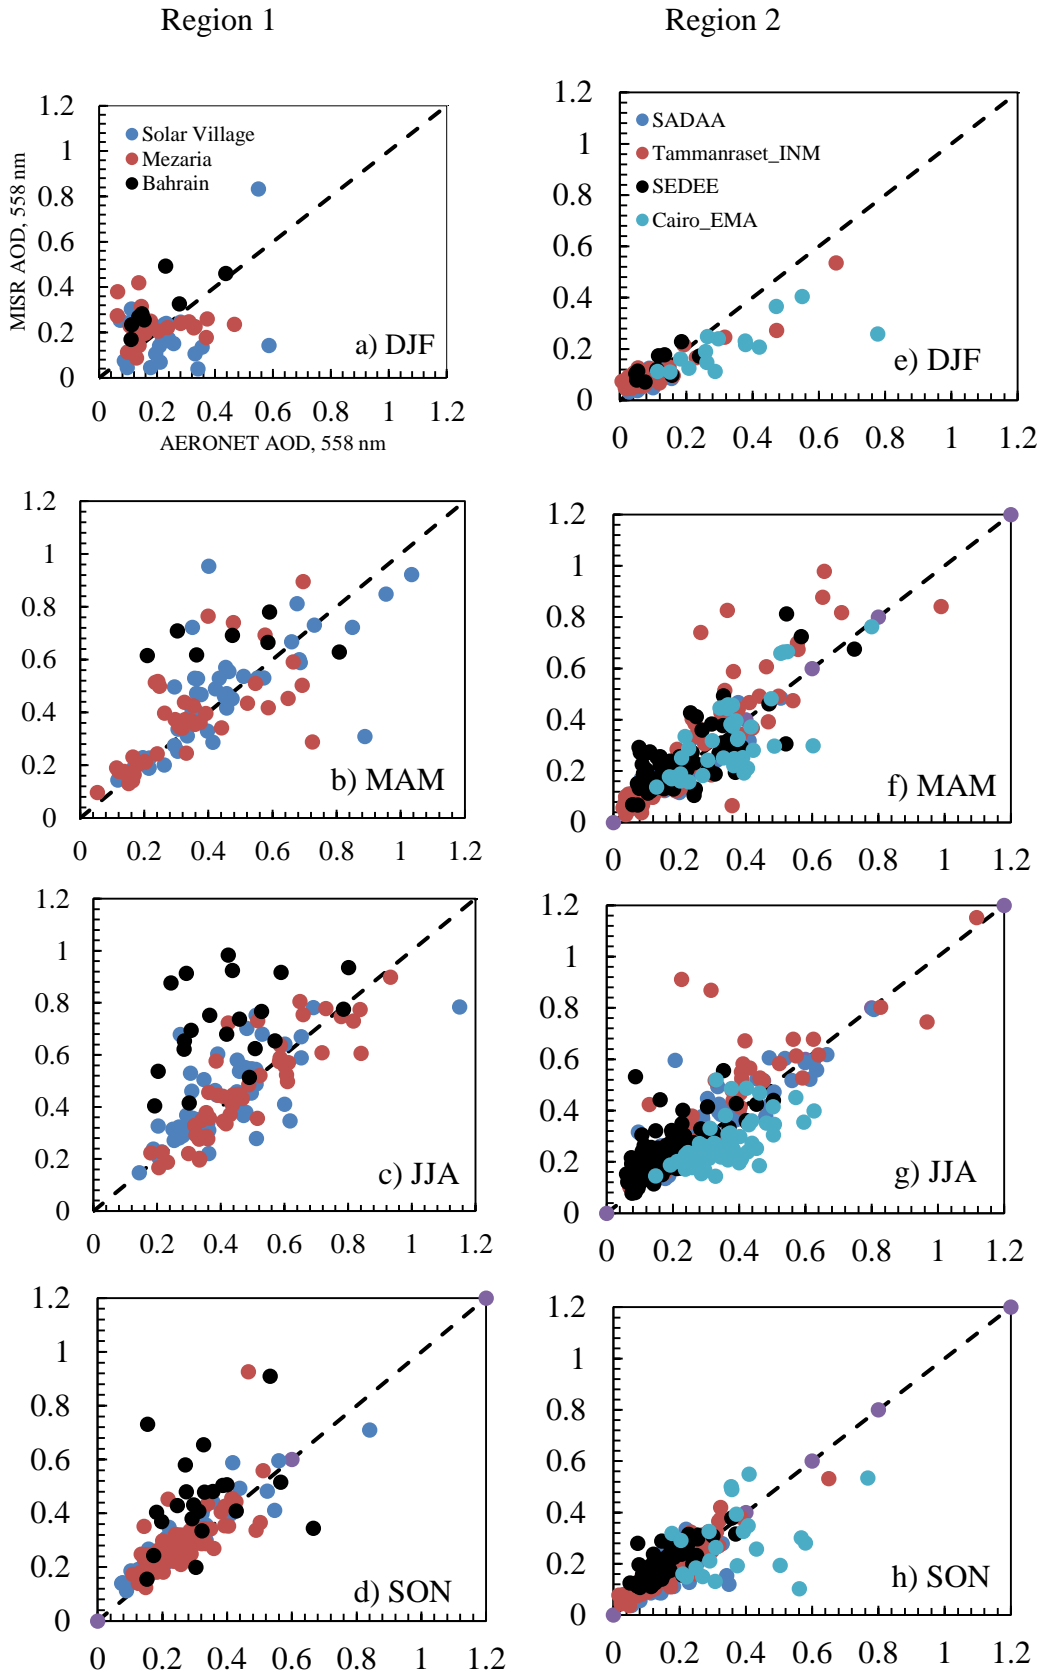 Region 1
Region 2
1.2
1
0.8
0.6
0.4
0.2
0
MISR AOD, 558 nm
Solar Village
Mezaria
Bahrain
a) DJF
0 0.2 0.4 0.6 0.8 1 1.2
AERONET AOD, 558 nm
1.2
1
0.8
0.6
0.4
0.2
0
SADAA
Tammanraset_INM
SEDEE
Cairo_EMA
e) DJF
0 0.2 0.4 0.6 0.8 1 1.2
1.2
1
0.8
0.6
0.4
0.2
0
b) MAM
0 0.2 0.4 0.6 0.8 1 1.2
1.2
1
0.8
0.6
0.4
0.2
0
f) MAM
0 0.2 0.4 0.6 0.8 1 1.2
1.2
1
0.8
0.6
0.4
0.2
0
c) JJA
0 0.2 0.4 0.6 0.8 1 1.2
1.2
1
0.8
0.6
0.4
0.2
0
g) JJA
0 0.2 0.4 0.6 0.8 1 1.2
1.2
1
0.8
0.6
0.4
0.2
0
d) SON
0 0.2 0.4 0.6 0.8 1 1.2
1.2
1
0.8
0.6
0.4
0.2
0
h) SON
0 0.2 0.4 0.6 0.8 1 1.2